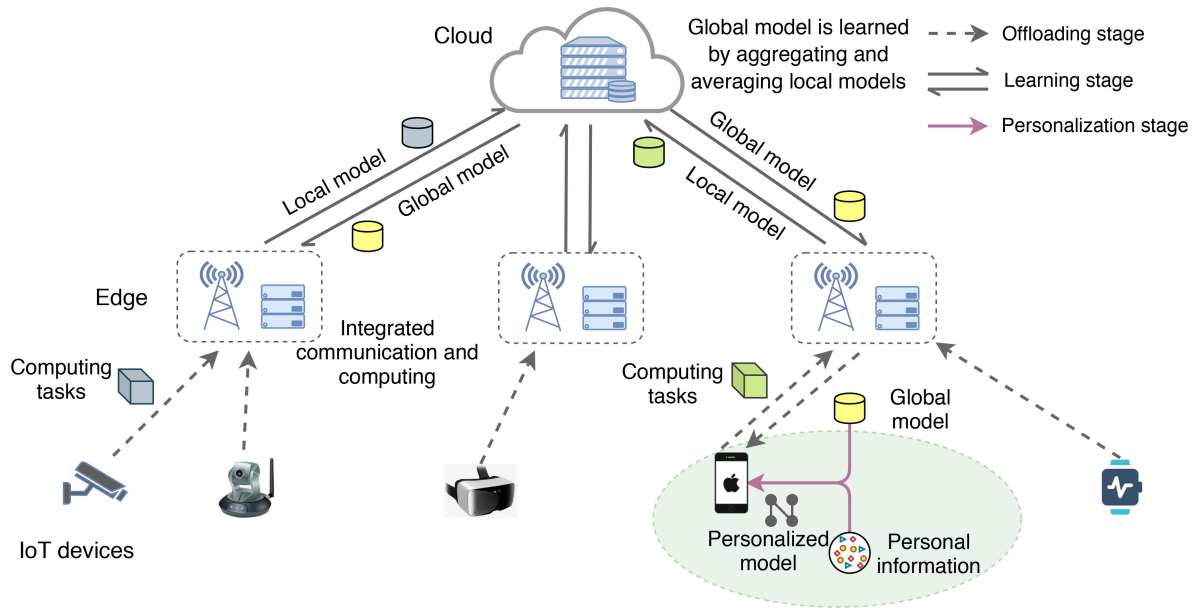 Cloud
Global model is learned
by aggregating and
averaging local models
Offloading stage
Learning stage
Personalization stage
Local model
Global model
Global model
Local model
Edge
Integrated
communication and
computing
Computing
tasks
Computing
tasks
Global
model
IoT devices
Personalized
model
Personal
information